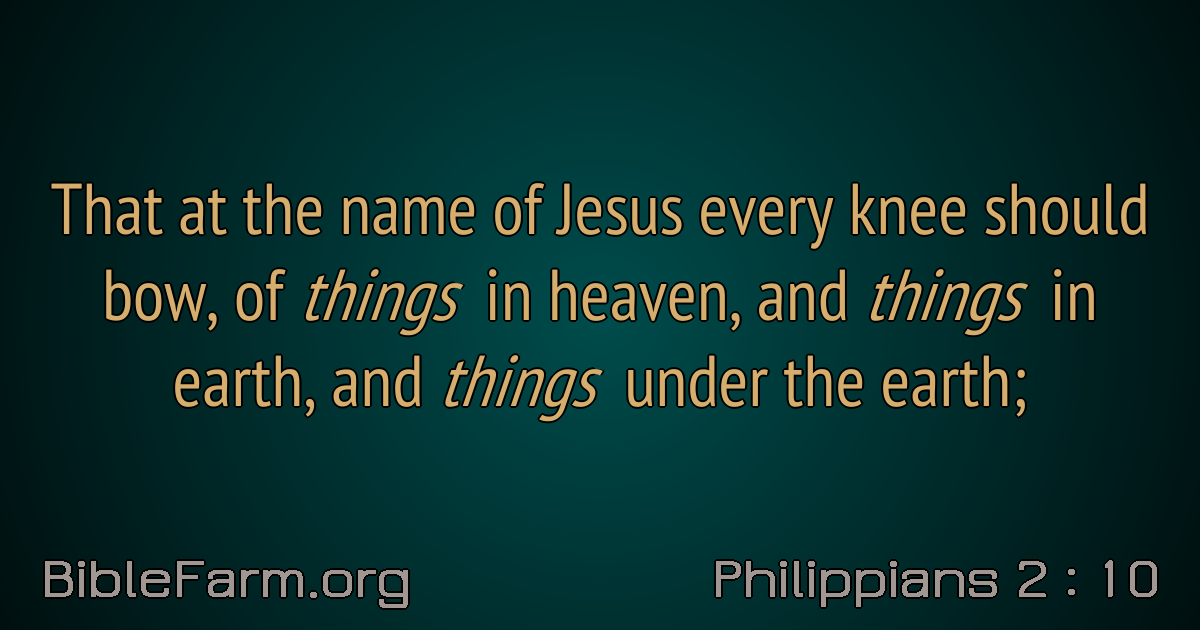 That at the name of Jesus every knee should
bow, of things in heaven, and things in
earth, and things under the earth;
BibleFarm.org
Philippians 2 : 10